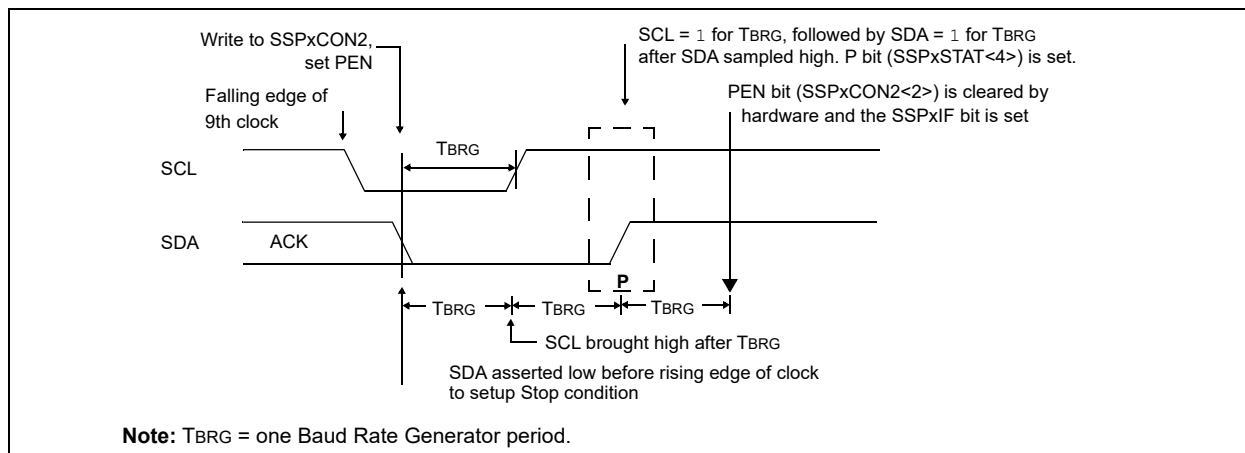 Write to SSPxCON2,
set PEN
SCL = 1 for TBRG, followed by SDA = 1 for TBRG
after SDA sampled high. P bit (SSPxSTAT<4>) is set.
Falling edge of
9th clock
PEN bit (SSPxCON2<2>) is cleared by
hardware and the SSPxIF bit is set
TBRG
SCL
SDA
ACK
P
TBRG
TBRG
TBRG
SCL brought high after TBRG
SDA asserted low before rising edge of clock
to setup Stop condition
Note: TBRG = one Baud Rate Generator period.